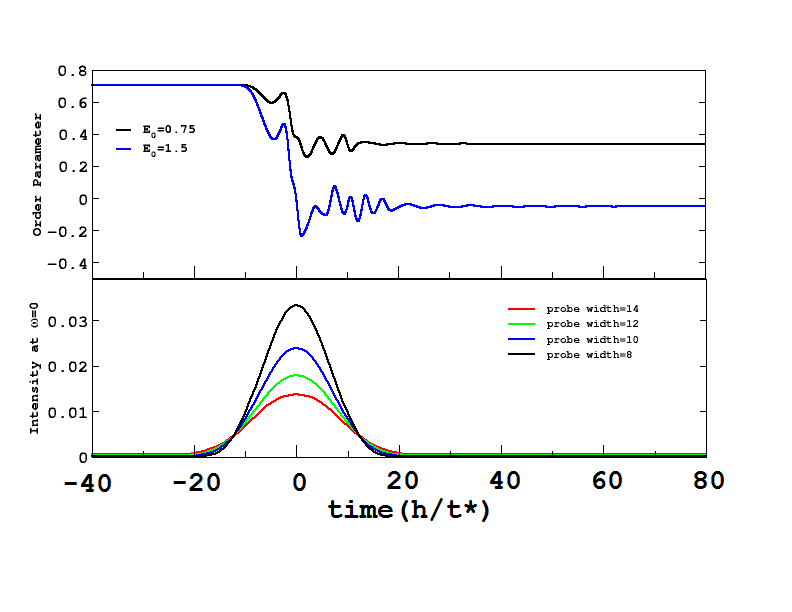 0.8
0.6
0.4
0.2
0
-0.2
-0.4
Order Parameter
E0=0.75
E0=1.5
0.03
0.02
0.01
0
Intensity at ω=0
probe width=14
probe width=12
probe width=10
probe width=8
-40 -20 0 20 40 60 80
time(h/t*)